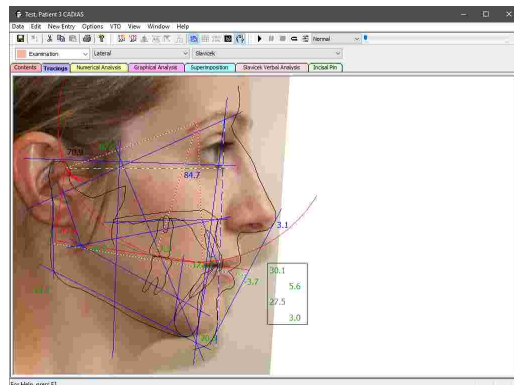 Test, Patient 3 CADIAS
Data Edit New Entry Options VTO View Window Help
Normal
Examination Lateral Slavicek
Contents Tracings Numerical Analysis Graphical Analysis Superimposition Slavicek Verbal Analysis Incisal Pin
70.9
84.7
3.1
-3.7
30.1
5.6
27.5
3.0
For Help, press F1